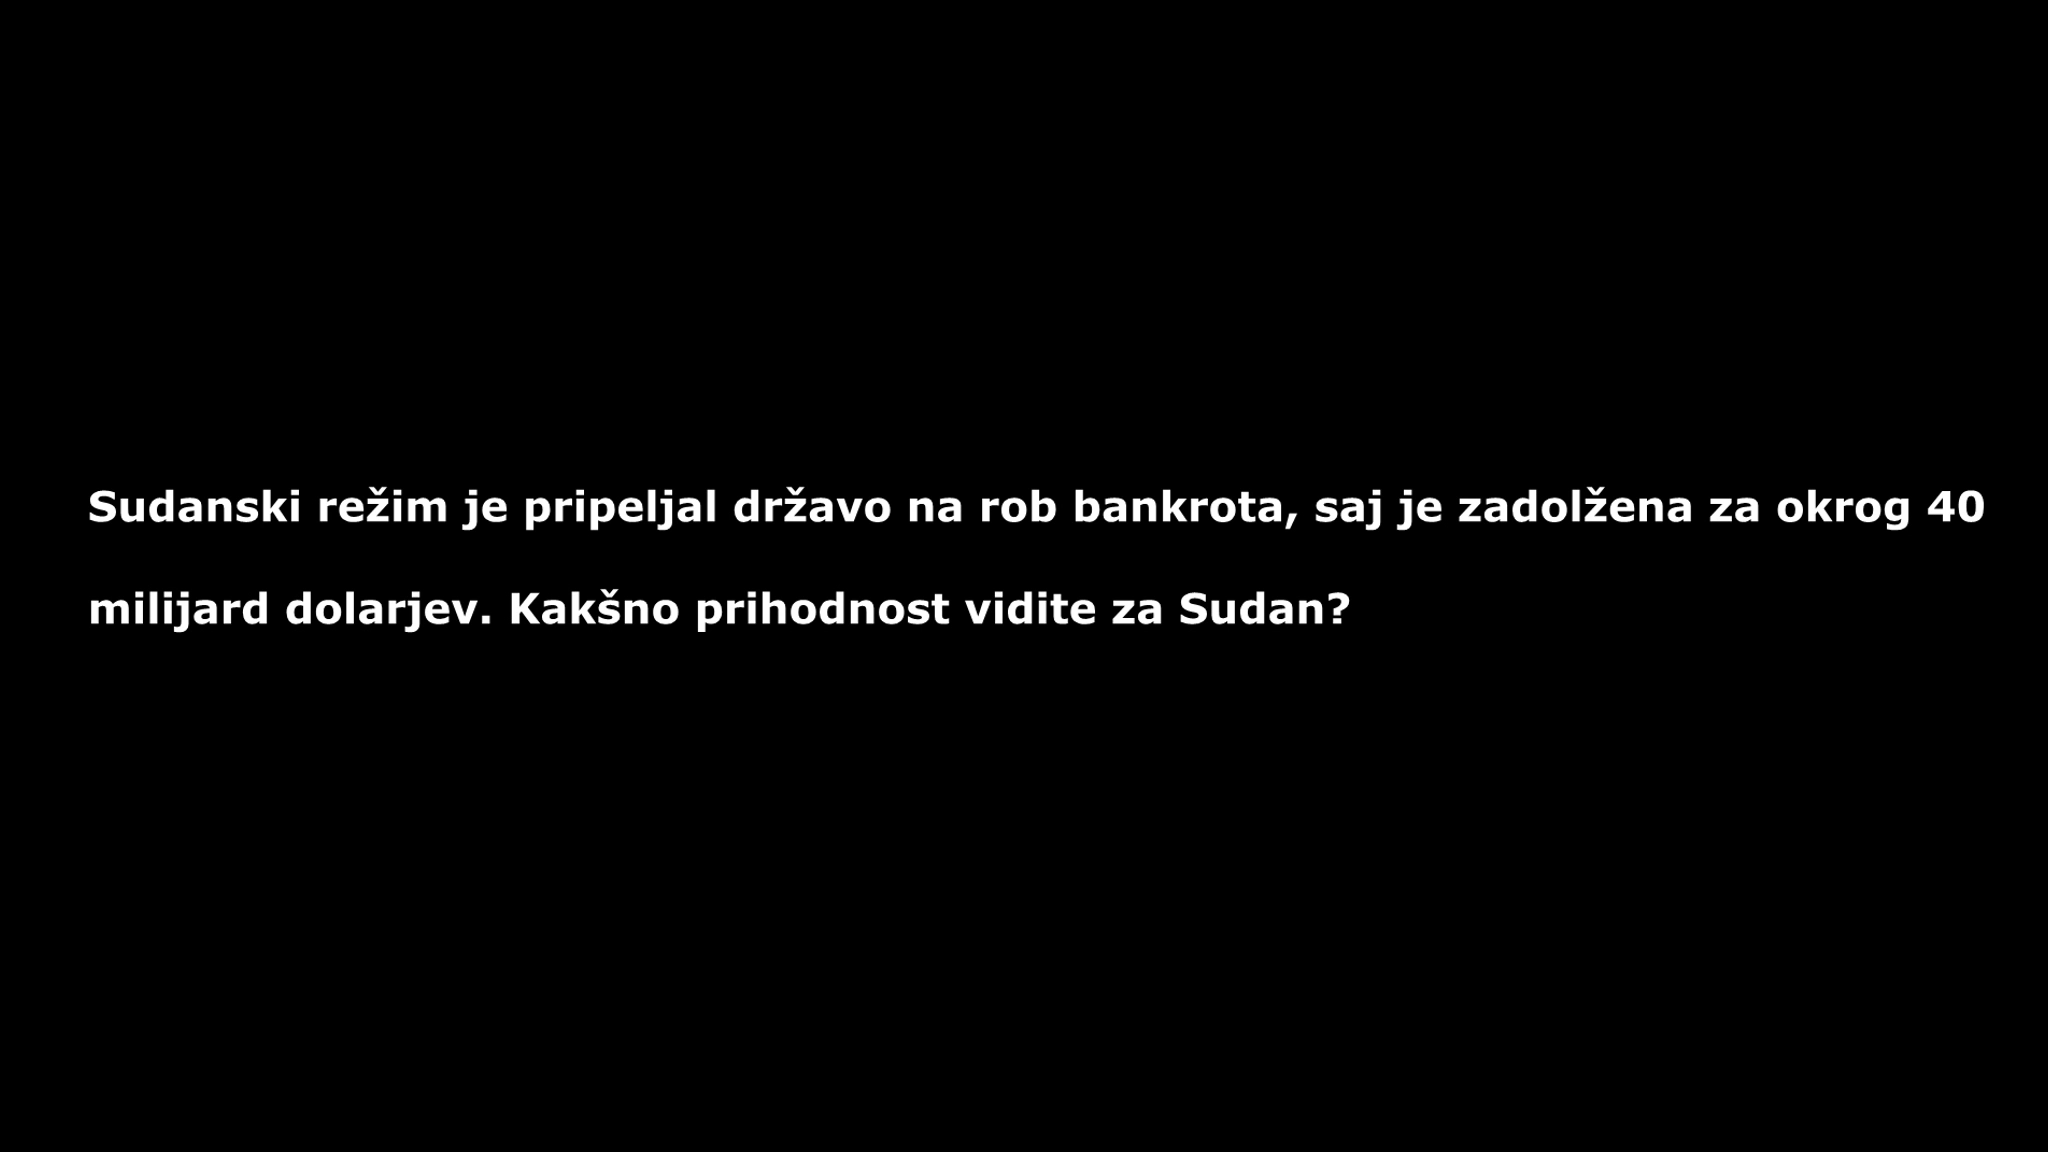 Sudanski režim je pripeljal državo na rob bankrota, saj je zadolžena za okrog 40
milijard dolarjev. Kakšno prihodnost vidite za Sudan?